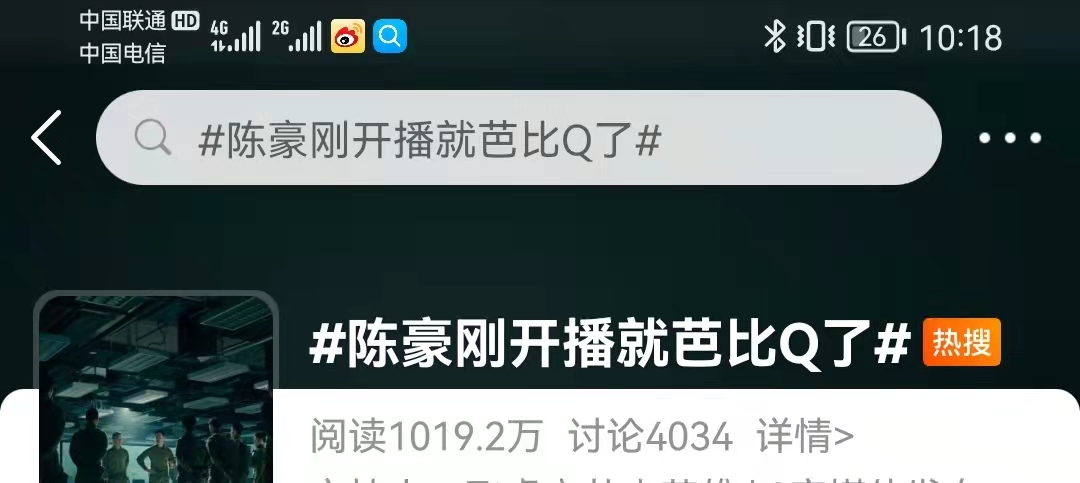 中国联通 HD 4G 2G 26 10:18
中国电信
#陈豪刚开播就芭比Q了#
#陈豪刚开播就芭比Q了# 热搜
阅读1019.2万 讨论4034 详情>